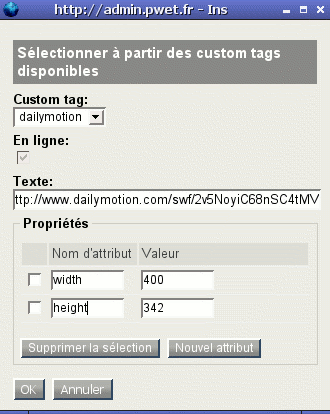 http://admin.pwet.fr - Ins
Sélectionner à partir des custom tags
disponibles
Custom tag:
dailymotion
En ligne:
Texte:
ttp://www.dailymotion.com/swf/2v5NoyiC68nSC4tMV
Propriétés
Nom d'attribut Valeur
width 400
height 342
Supprimer la sélection Nouvel attribut
OK Annuler